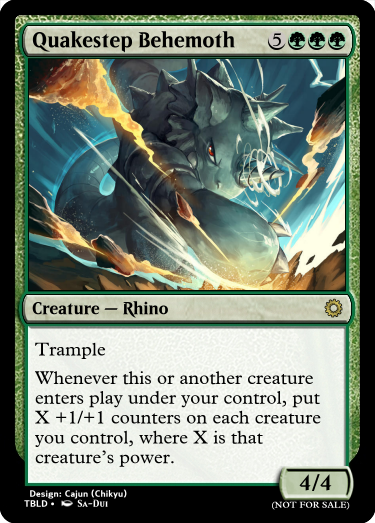 Quakestep Behemoth 5
Creature — Rhino
Trample
Whenever this or another creature
enters play under your control, put
X +1/+1 counters on each creature
you control, where X is that
creature's power.
4/4
Design: Cajun (Chikyu)
TBLD • Sa-Dui
(NOT FOR SALE)